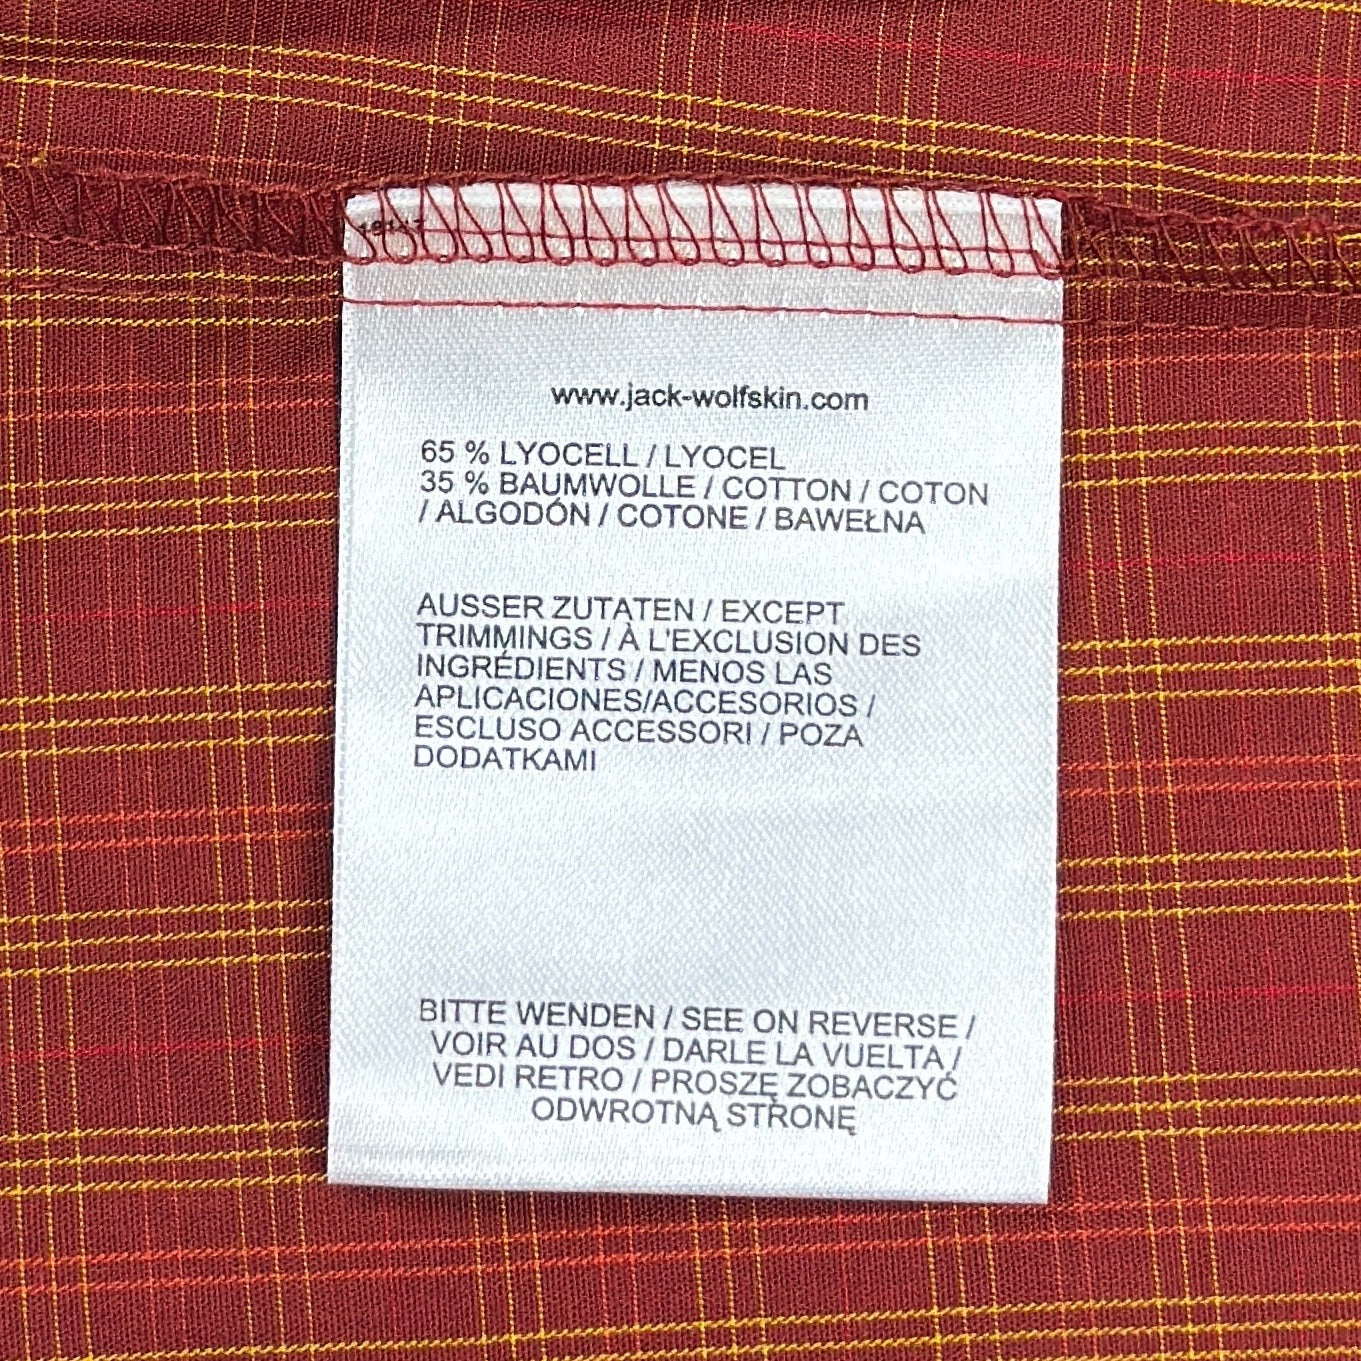 www.jack-wolfskin.com
65 % LYOCELL / LYOCEL
35 % BAUMWOLLE / COTTON / COTON
/ ALGODÓN / COTONE / BAWEŁNA
AUSSER ZUTATEN / EXCEPT
TRIMMINGS / À L'EXCLUSION DES
INGRÉDIENTS / MENOS LAS
APLICACIONES/ACCESORIOS /
ESCLUSO ACCESSORI / POZA
DODATKAMI
BITTE WENDEN / SEE ON REVERSE /
VOIR AU DOS / DARLE LA VUELTA /
VEDI RETRO / PROSZĘ ZOBACZYĆ
ODWROTNĄ STRONĘ